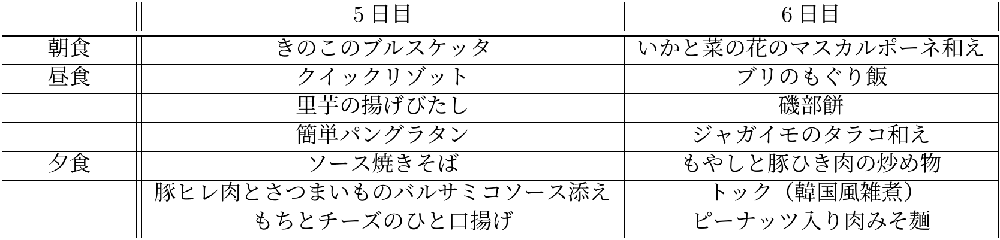 5 日目 6 日目
朝食 きのこのブルスケッタ いかと菜の花のマスカルポーネ和え
昼食 クイックリゾット ブリのもぐり飯
里芋の揚げびたし 磯部餅
簡単パングラタン ジャガイモのタラコ和え
夕食 ソース焼きそば もやしと豚ひき肉の炒め物
豚ヒレ肉とさつまいものバルサミコソース添え トック（韓国風雑煮）
もちとチーズのひと口揚げ ピーナッツ入り肉みそ麺